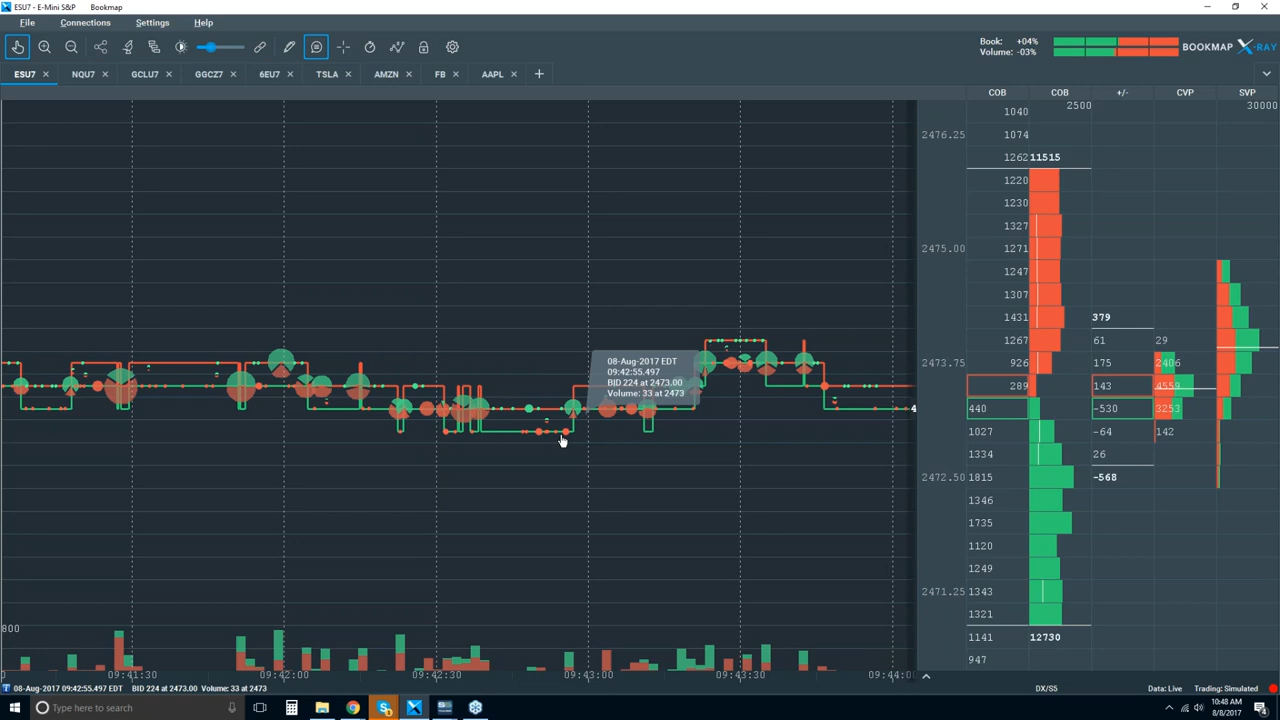 ESU7 - E-Mini S&P Bookmap
File Connections Settings Help
Book: +04%
Volume: -03%
BOOKMAP X-RAY
ESU7 NQU7 GCLU7 GGCZ7 6EU7 TSLA AMZN FB AAPL
COB COB +/- CVP SVP
2500 30000
1040
2476.25 1074
1262 11515
1220
1230
1327
2475.00 1271
1247
1307
1431 379
1267 61 29
2473.75 926 175 2406
289 143 4559
440 -530 3253
1027 -64 142
1334 26
2472.50 1815 -568
1346
1735
1120
1249
2471.25 1343
1321
1141 12730
947
08-Aug-2017 EDT
09:42:55.497
BID 224 at 2473.00
Volume: 33 at 2473
4
800
09:41:30 09:42:00 09:42:30 09:43:00 09:43:30 09:44:0
08-Aug-2017 09:42:55.497 EDT BID 224 at 2473.00 Volume: 33 at 2473
DX/S5 Data: Live Trading: Simulated
Type here to search
10:48 AM
8/8/2017
4